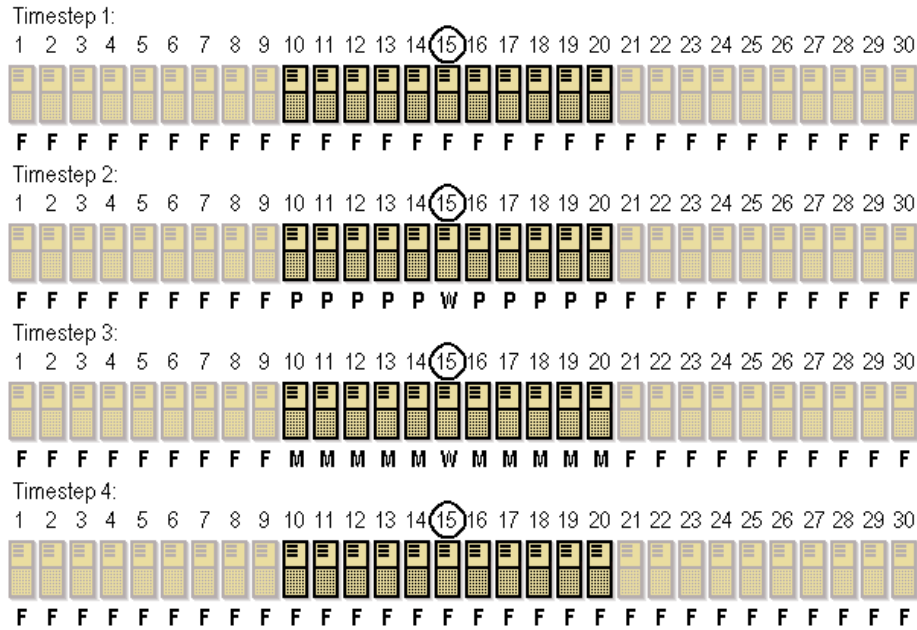 Timestep 1:
1 2 3 4 5 6 7 8 9 10 11 12 13 14 15 16 17 18 19 20 21 22 23 24 25 26 27 28 29 30
F F F F F F F F F F F F F F F F F F F F F F F F F F F F F F
Timestep 2:
1 2 3 4 5 6 7 8 9 10 11 12 13 14 15 16 17 18 19 20 21 22 23 24 25 26 27 28 29 30
F F F F F F F F F P P P P P W P P P P P F F F F F F F F F F
Timestep 3:
1 2 3 4 5 6 7 8 9 10 11 12 13 14 15 16 17 18 19 20 21 22 23 24 25 26 27 28 29 30
F F F F F F F F F M M M M M W M M M M M F F F F F F F F F F
Timestep 4:
1 2 3 4 5 6 7 8 9 10 11 12 13 14 15 16 17 18 19 20 21 22 23 24 25 26 27 28 29 30
F F F F F F F F F F F F F F F F F F F F F F F F F F F F F F